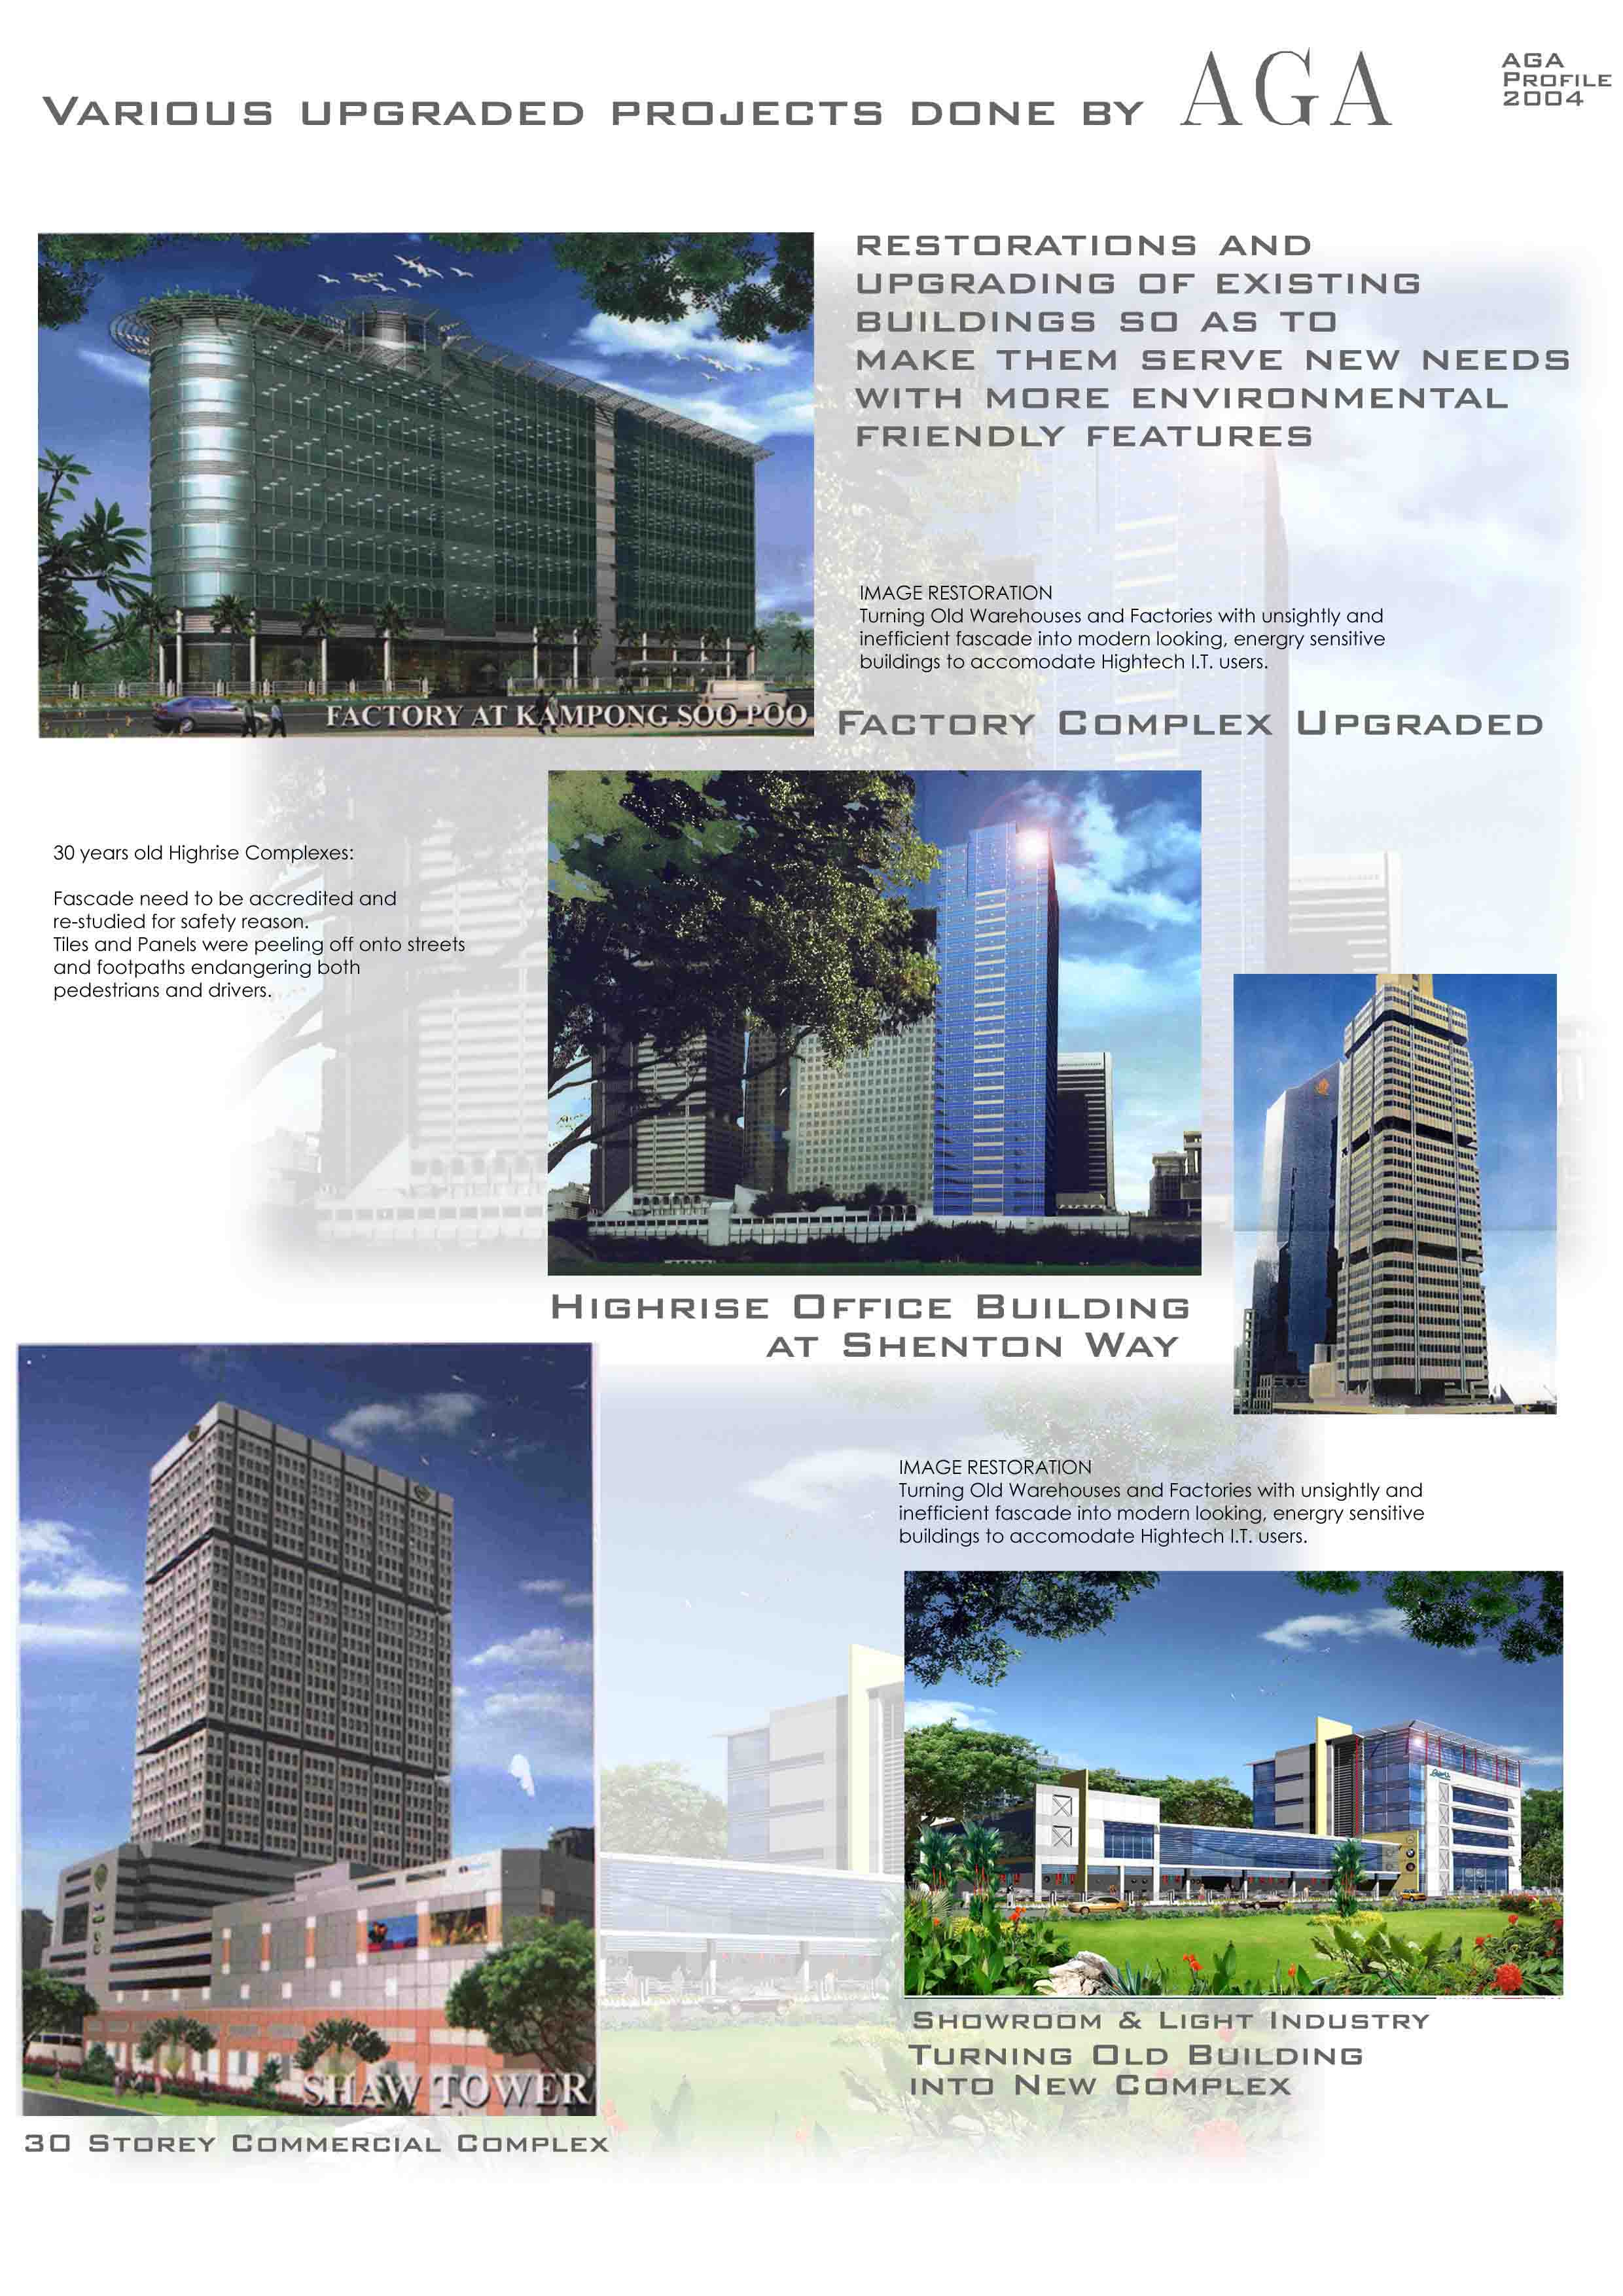 VARIOUS UPGRADED PROJECTS DONE BY AGA
AGA
PROFILE
2004
RESTORATIONS AND
UPGRADING OF EXISTING
BUILDINGS SO AS TO
MAKE THEM SERVE NEW NEEDS
WITH MORE ENVIRONMENTAL
FRIENDLY FEATURES
IMAGE RESTORATION
Turning Old Warehouses and Factories with unsightly and
inefficient fascade into modern looking, energry sensitive
buildings to accomodate Hightech I.T. users.
FACTORY AT KAMPONG SOO POO
FACTORY COMPLEX UPGRADED
30 years old Highrise Complexes:
Fascade need to be accredited and
re-studied for safety reason.
Tiles and Panels were peeling off onto streets
and footpaths endangering both
pedestrians and drivers.
HIGHRISE OFFICE BUILDING
AT SHENTON WAY
IMAGE RESTORATION
Turning Old Warehouses and Factories with unsightly and
inefficient fascade into modern looking, energry sensitive
buildings to accomodate Hightech I.T. users.
SHAW TOWER
30 STOREY COMMERCIAL COMPLEX
SHOWROOM & LIGHT INDUSTRY
TURNING OLD BUILDING
INTO NEW COMPLEX